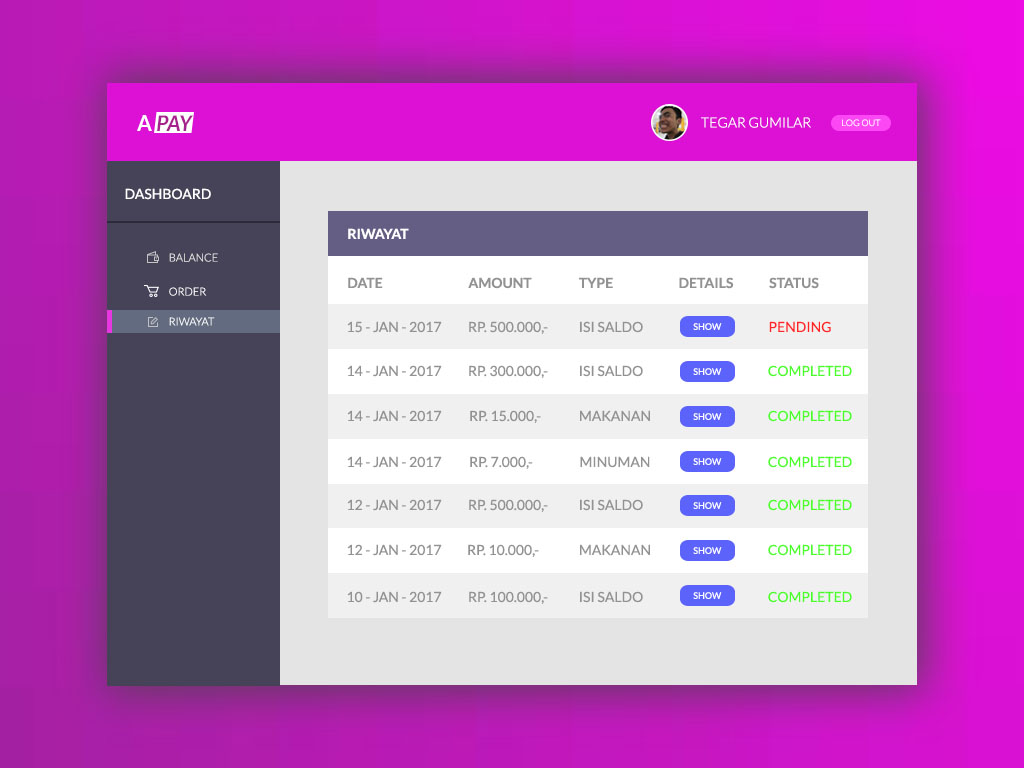 A PAY
TEGAR GUMILAR
LOG OUT
DASHBOARD
BALANCE
ORDER
RIWAYAT
RIWAYAT
DATE AMOUNT TYPE DETAILS STATUS
15 - JAN - 2017 RP. 500.000,- ISI SALDO SHOW PENDING
14 - JAN - 2017 RP. 300.000,- ISI SALDO SHOW COMPLETED
14 - JAN - 2017 RP. 15.000,- MAKANAN SHOW COMPLETED
14 - JAN - 2017 RP. 7.000,- MINUMAN SHOW COMPLETED
12 - JAN - 2017 RP. 500.000,- ISI SALDO SHOW COMPLETED
12 - JAN - 2017 RP. 10.000,- MAKANAN SHOW COMPLETED
10 - JAN - 2017 RP. 100.000,- ISI SALDO SHOW COMPLETED